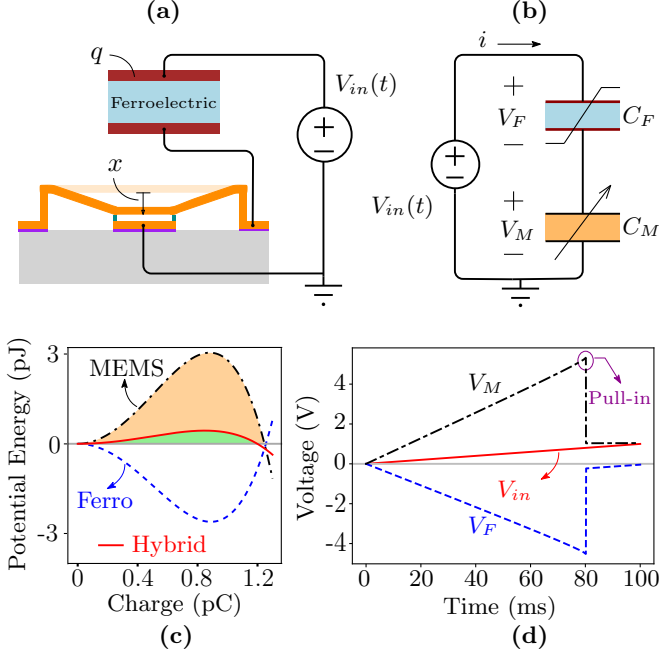 (a)
(b)
q
Ferroelectric
V_in(t)
x
i
V_F
C_F
V_in(t)
V_M
C_M
Potential Energy (pJ)
3
0
-3
MEMS
Ferro
Hybrid
0
0.4
0.8
1.2
Charge (pC)
(c)
Voltage (V)
4
2
0
-2
-4
V_M
Pull-in
V_in
V_F
0
20
40
60
80
100
Time (ms)
(d)